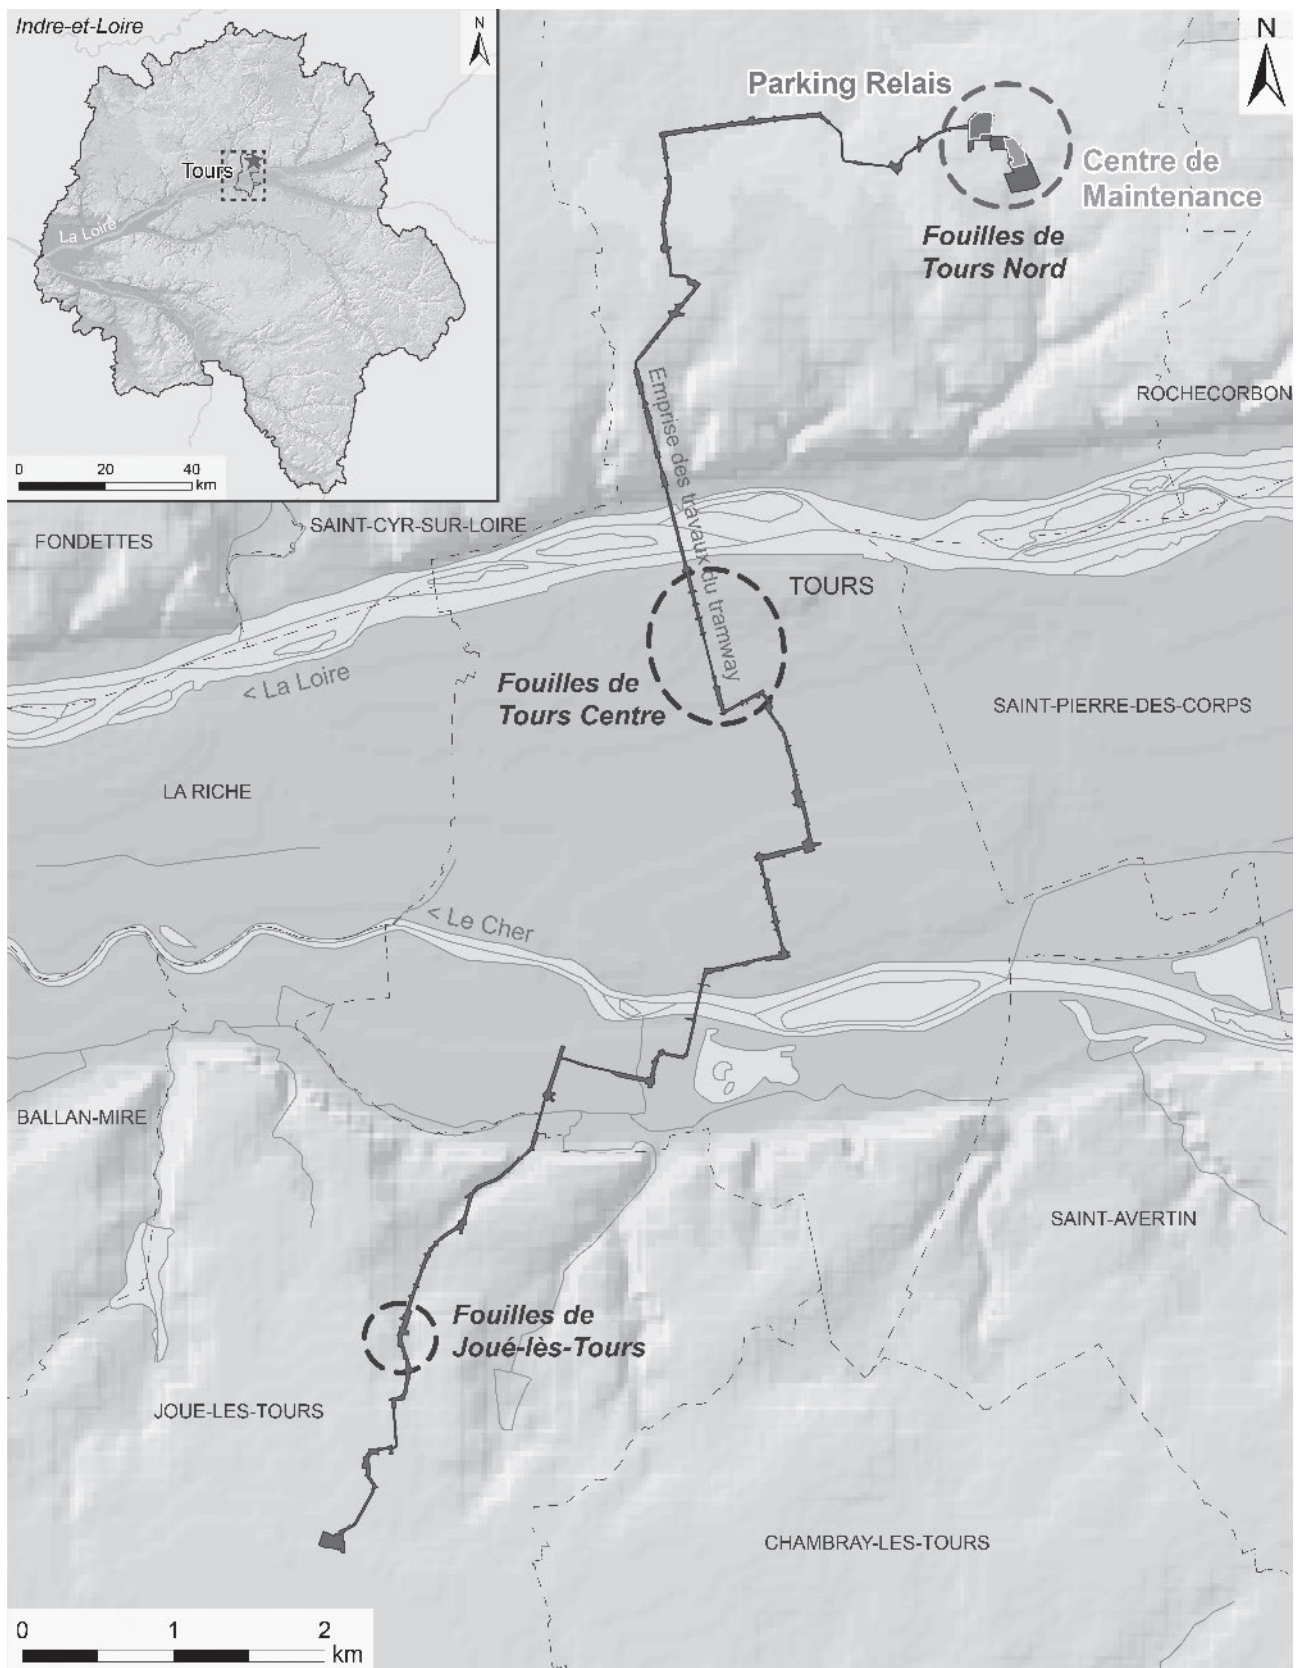 Indre-et-Loire
N
Tours
La Loire
0 20 40
km
N
Parking Relais
Centre de
Maintenance
Fouilles de
Tours Nord
Emprise des travaux du tramway
ROCHECORBON
SAINT-CYR-SUR-LOIRE
FONDETTES
TOURS
< La Loire
Fouilles de
Tours Centre
SAINT-PIERRE-DES-CORPS
LA RICHE
< Le Cher
BALLAN-MIRE
SAINT-AVERTIN
Fouilles de
Joué-lès-Tours
JOUE-LES-TOURS
CHAMBRAY-LES-TOURS
0 1 2
km